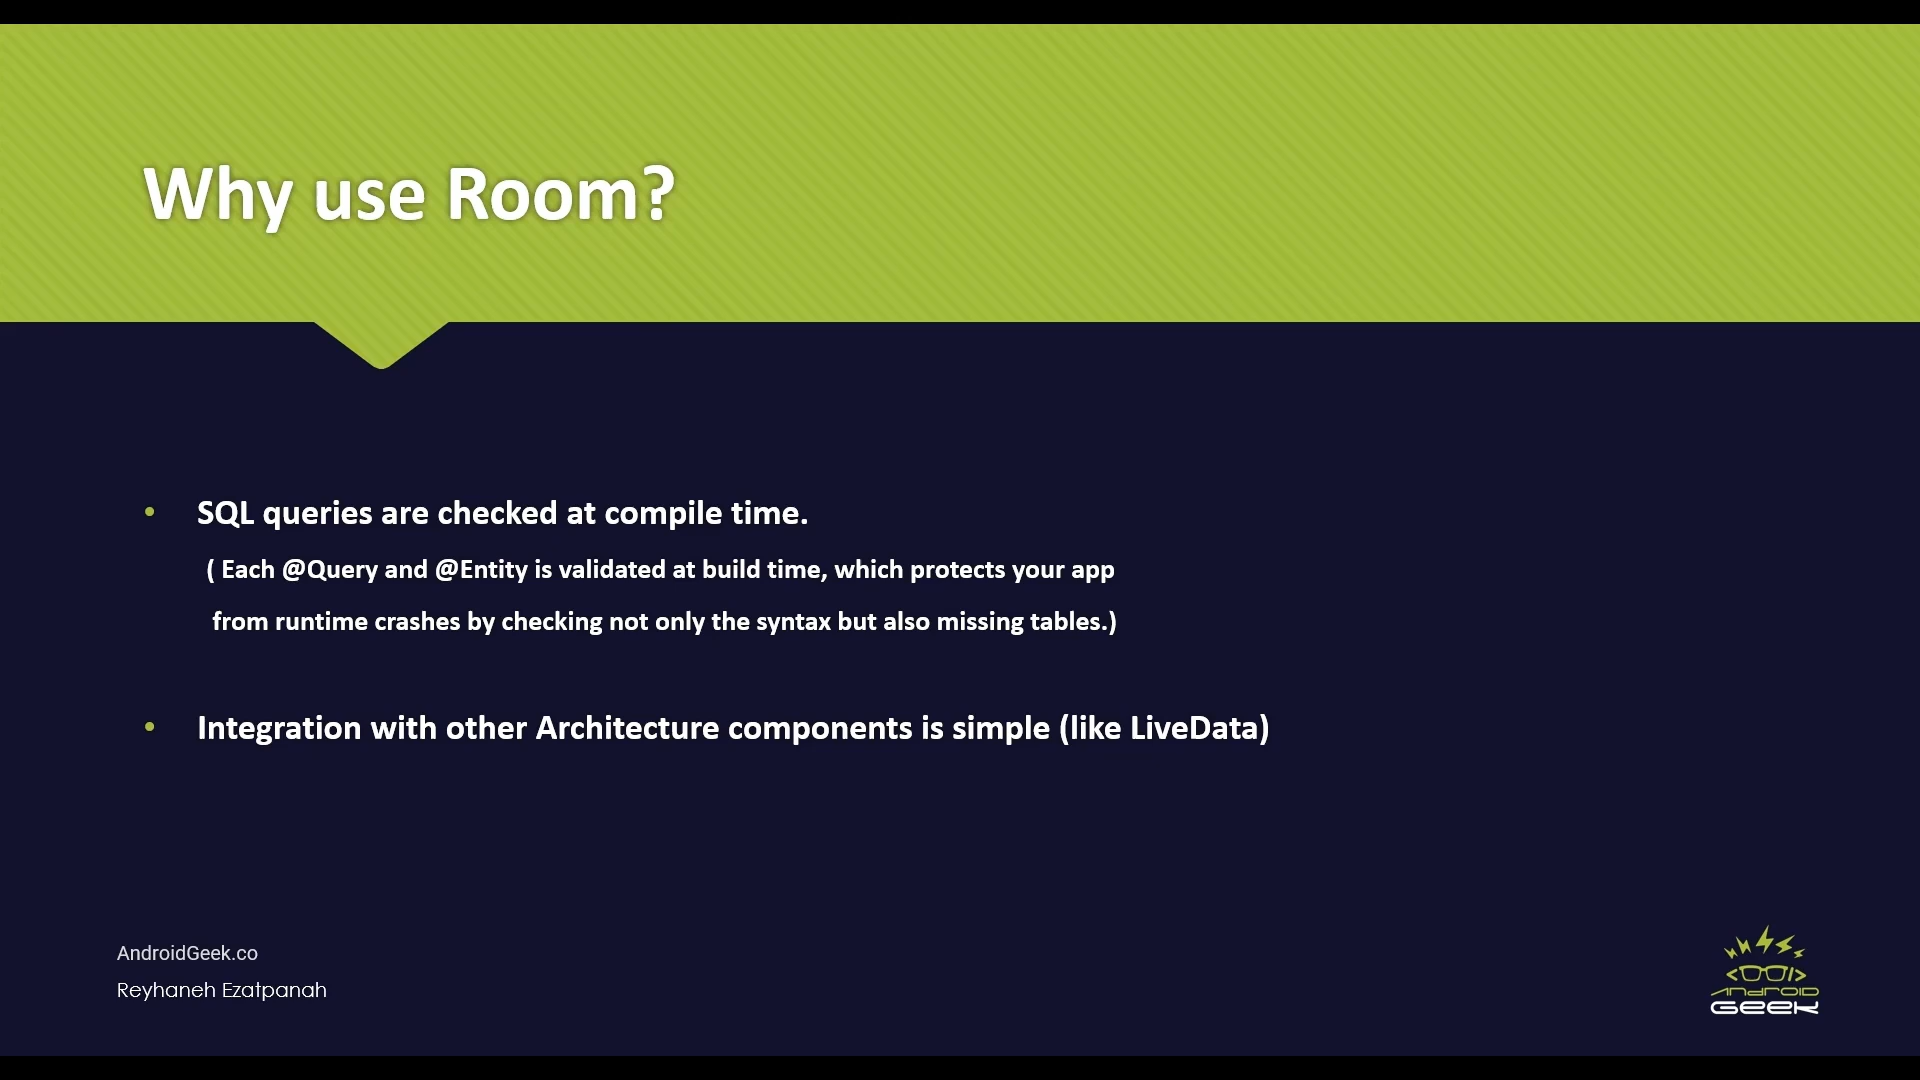 Why use Room?
• SQL queries are checked at compile time.
( Each @Query and @Entity is validated at build time, which protects your app
from runtime crashes by checking not only the syntax but also missing tables.)
• Integration with other Architecture components is simple (like LiveData)
AndroidGeek.co
Reyhaneh Ezatpanah
ANDROID
GEEK